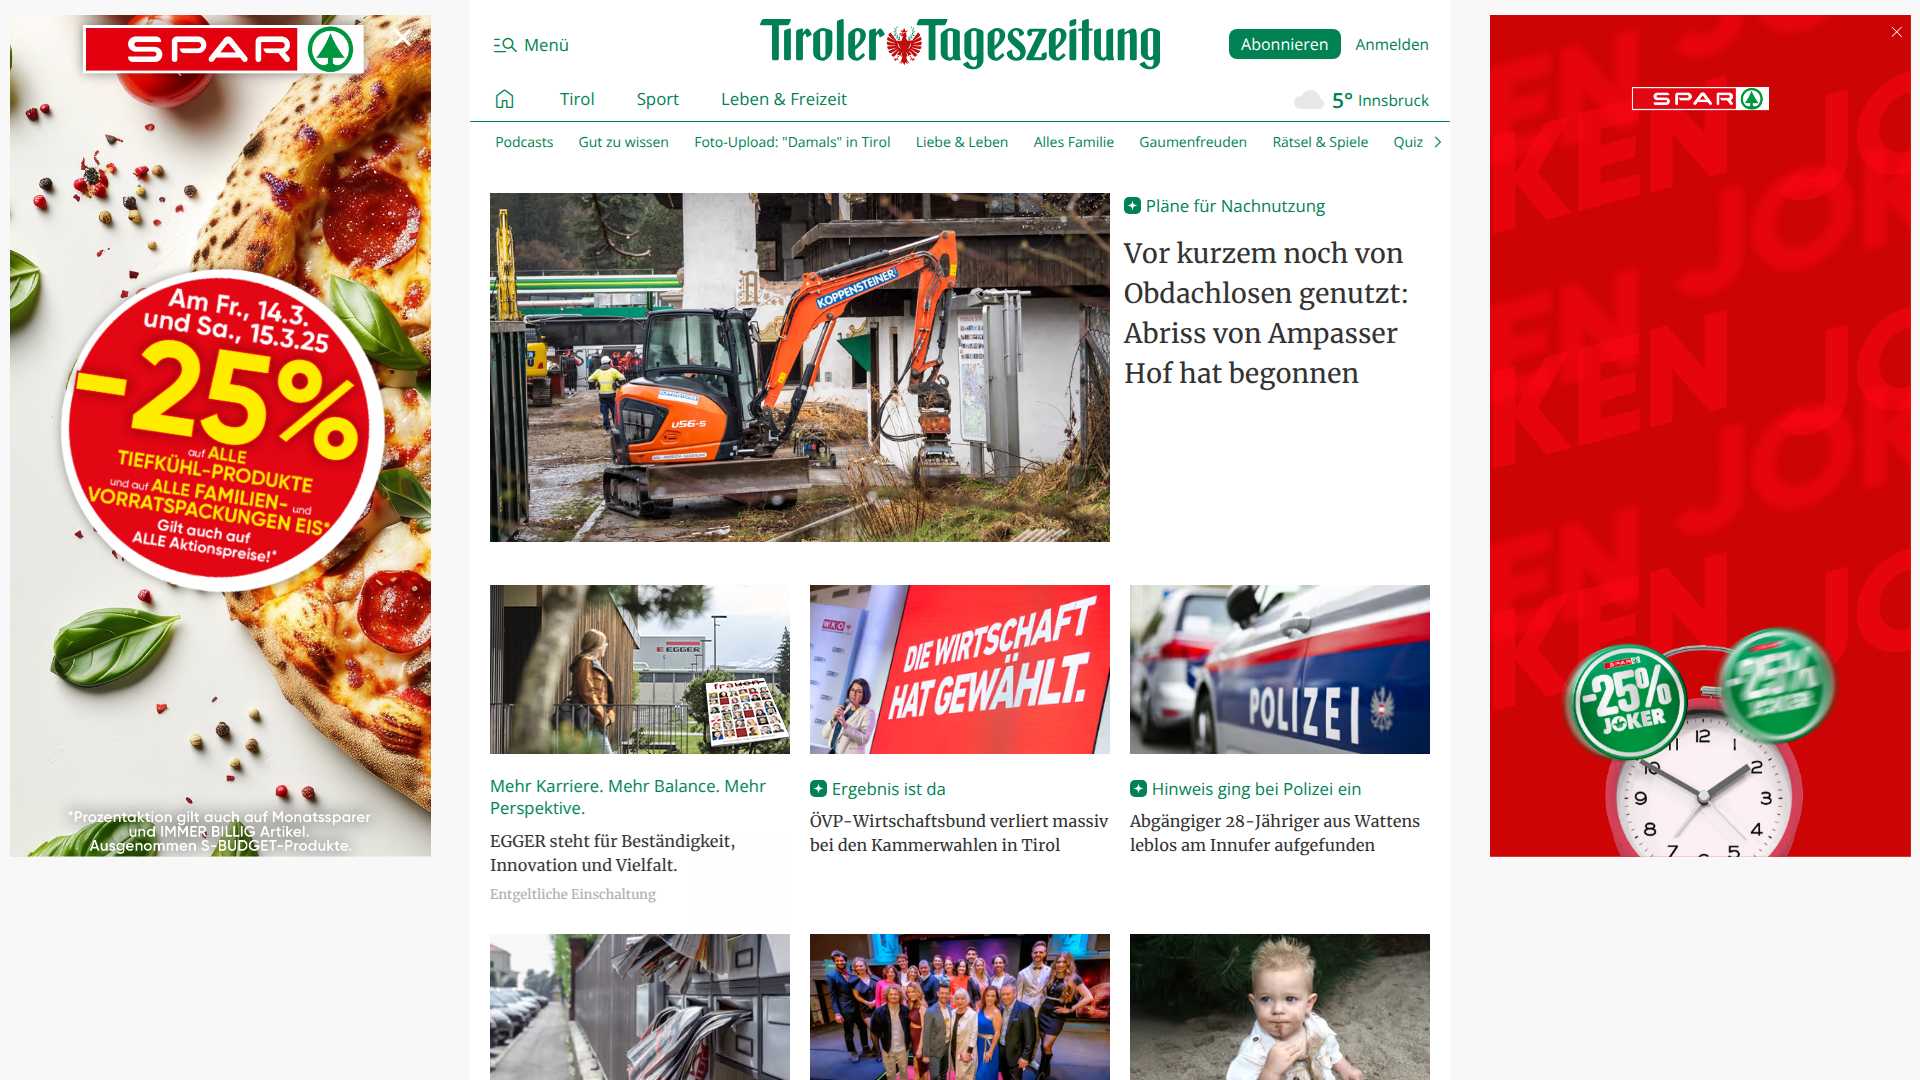 SPAR
Am Fr., 14.3.
und Sa., 15.3.25
-25%
auf ALLE
TIEFKÜHL-PRODUKTE
und auf ALLE FAMILIEN- und
VORRATSPACKUNGEN EIS*
Gilt auch auf
ALLE Aktionspreise!*
*Prozentaktion gilt auch auf Monatssparer
und IMMER BILLIG Artikel.
Ausgenommen S-BUDGET-Produkte.
Menü
Tiroler Tageszeitung
Abonnieren
Anmelden
Tirol
Sport
Leben & Freizeit
5° Innsbruck
Podcasts
Gut zu wissen
Foto-Upload: "Damals" in Tirol
Liebe & Leben
Alles Familie
Gaumenfreuden
Rätsel & Spiele
Quiz
KOPPENSTEINER
U56-5
Pläne für Nachnutzung
Vor kurzem noch von
Obdachlosen genutzt:
Abriss von Ampasser
Hof hat begonnen
EGGER
frauen
Mehr Karriere. Mehr Balance. Mehr
Perspektive.
EGGER steht für Beständigkeit,
Innovation und Vielfalt.
Entgeltliche Einschaltung
WKO
DIE WIRTSCHAFT
HAT GEWÄHLT.
Ergebnis ist da
ÖVP-Wirtschaftsbund verliert massiv
bei den Kammerwahlen in Tirol
POLIZEI
Hinweis ging bei Polizei ein
Abgängiger 28-Jähriger aus Wattens
leblos am Innufer aufgefunden
SPAR
JOKER
SPAR
-25%
JOKER
-25%
JOKER
11 12 1
10 2
9 3
8 4
7 5